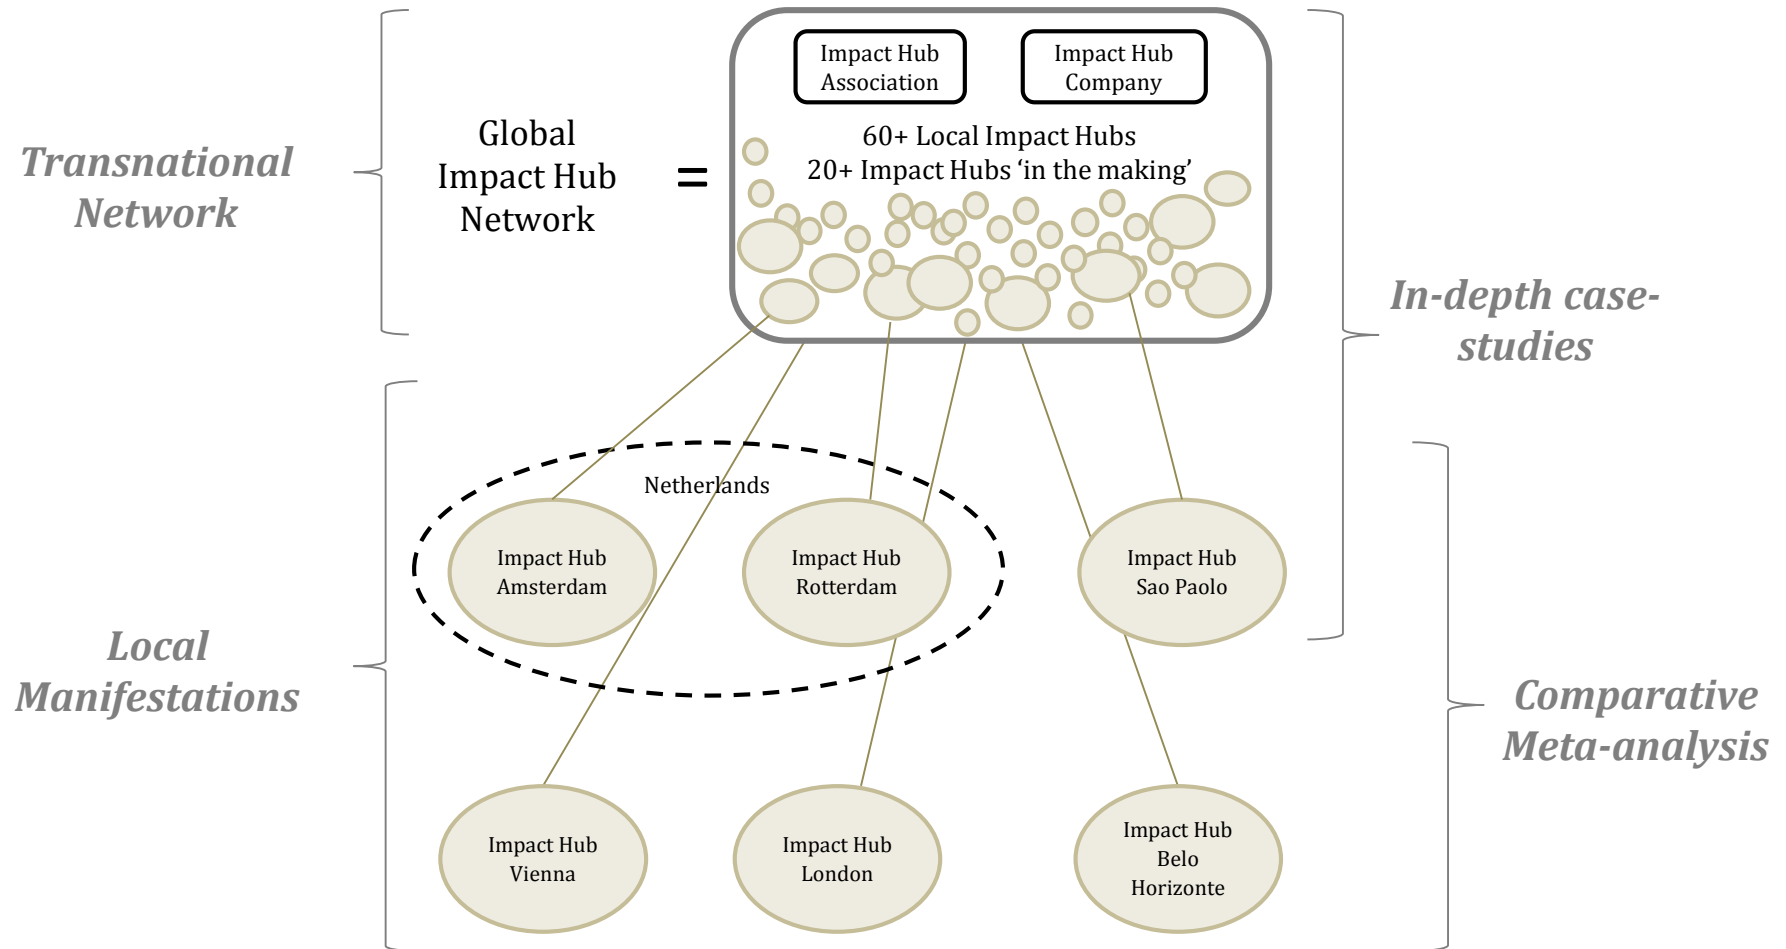 Impact Hub
Association
Impact Hub
Company
Transnational
Network
Global
Impact Hub
Network
=
60+ Local Impact Hubs
20+ Impact Hubs ‘in the making’
In-depth case-
studies
Netherlands
Impact Hub
Amsterdam
Impact Hub
Rotterdam
Impact Hub
Sao Paolo
Local
Manifestations
Comparative
Meta-analysis
Impact Hub
Vienna
Impact Hub
London
Impact Hub
Belo
Horizonte